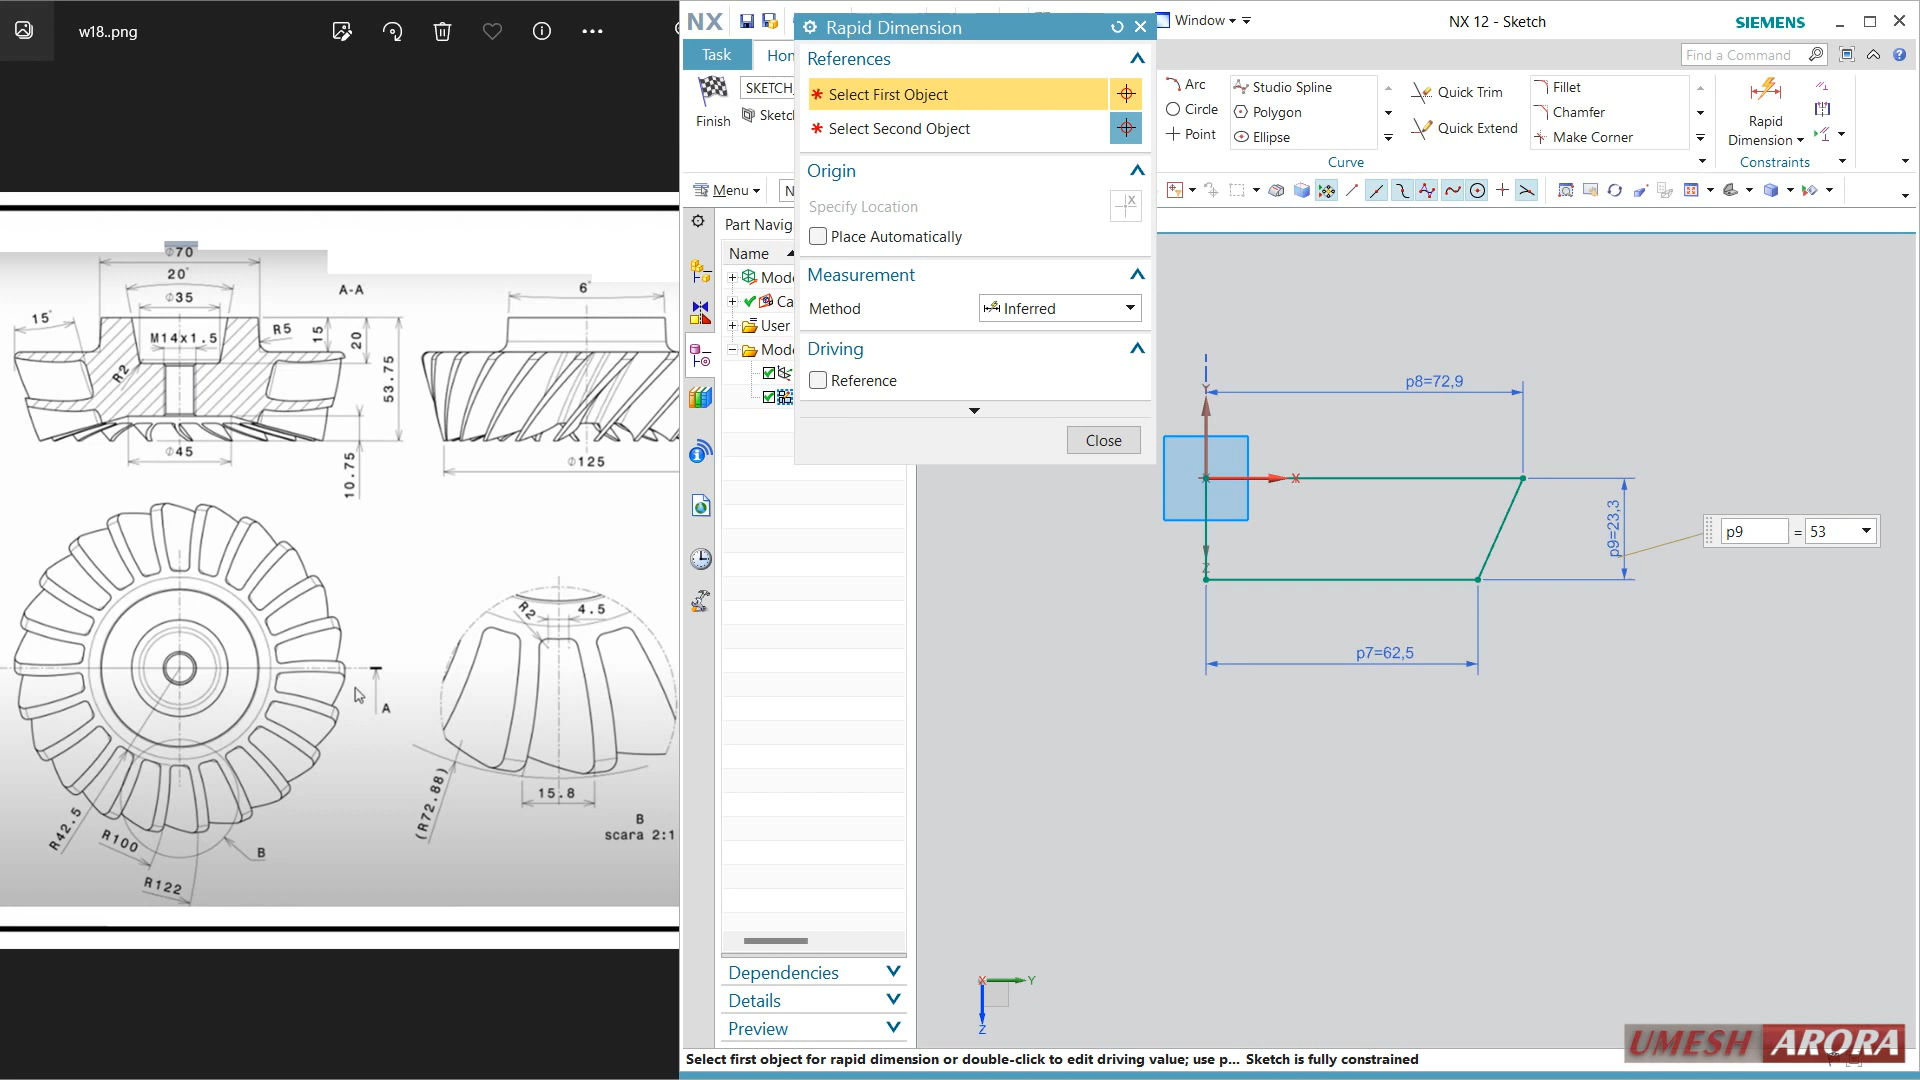 w18..png
NX
Window
NX 12 - Sketch
SIEMENS
Rapid Dimension
Task
Hon
Find a Command
References
Select First Object
Select Second Object
SKETCH_
Sketch
Finish
Arc
Circle
Point
Studio Spline
Polygon
Ellipse
Quick Trim
Quick Extend
Fillet
Chamfer
Make Corner
Rapid
Dimension
Curve
Constraints
Origin
Specify Location
Place Automatically
Menu
N
Part Navig
Name
Mode
Ca
User
Mode
Measurement
Method
Inferred
Driving
Reference
Close
∅70
20°
∅35
A-A
6°
15°
M14x1.5
R5
15
20
53.75
R2
∅45
10.75
∅125
A
R42.5
R100
R122
B
R2
4.5
15.8
(R72.88)
B
scara 2:1
p8=72,9
Y
X
Z
p9=23,3
p9
=
53
p7=62,5
X
Y
Z
Dependencies
Details
Preview
Select first object for rapid dimension or double-click to edit driving value; use p... Sketch is fully constrained
UMESH ARORA